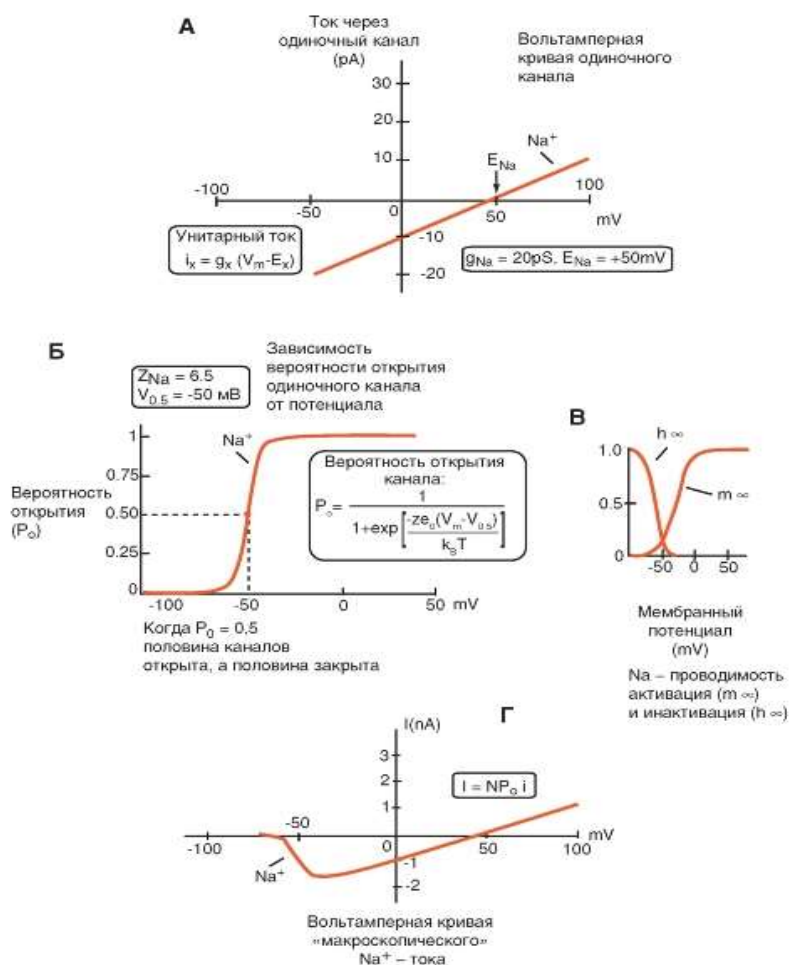 А
Ток через
одиночный канал
(pA)
Вольтамперная
кривая одиночного
канала
30
20
10
Na⁺
E_Na
-100
-50
0
50
100
mV
-10
-20
Унитарный ток
i_x = g_x (V_m-E_x)
g_Na = 20pS, E_Na = +50mV
Б
Z_Na = 6.5
V_0.5 = -50 мВ
Зависимость
вероятности открытия
одиночного канала
от потенциала
Вероятность
открытия
(P_o)
1
0.75
0.50
0.25
0
Na⁺
Вероятность открытия
канала:
P_o = 1 / 1+exp [-ze_o(V_m-V_0.5) / k_BT]
-100
-50
0
50
mV
Когда P_0 = 0,5
половина каналов
открыта, а половина закрыта
В
1.0
0.5
0
h ∞
m ∞
-50
0
50
Мембранный
потенциал
(mV)
Na – проводимость
активация (m ∞)
и инактивация (h ∞)
Г
I(nA)
3
2
1
I = NP_o i
-100
-50
0
50
100
mV
-1
-2
Na⁺
Вольтамперная кривая
«макроскопического»
Na⁺ – тока